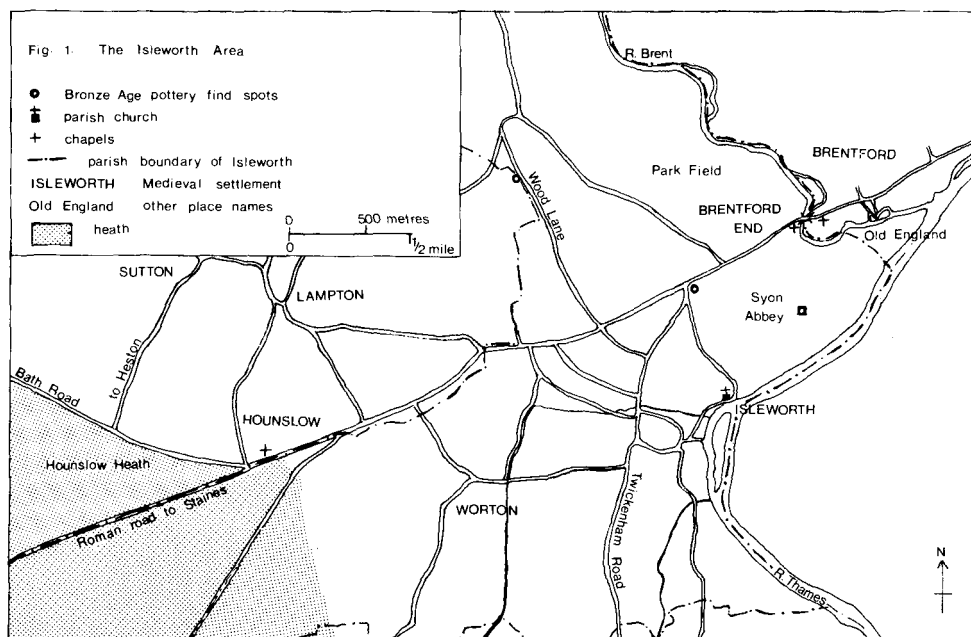 Fig. 1. The Isleworth Area
Bronze Age pottery find spots
parish church
chapels
parish boundary of Isleworth
ISLEWORTH Medieval settlement
Old England other place names
heath
0 500 metres
0 1/2 mile
R. Brent
BRENTFORD
Park Field
Wood Lane
BRENTFORD
END
Old England
SUTTON
LAMPTON
Syon
Abbey
to Heston
Bath Road
HOUNSLOW
ISLEWORTH
Hounslow Heath
Roman road to Staines
WORTON
Twickenham Road
R. Thames
N